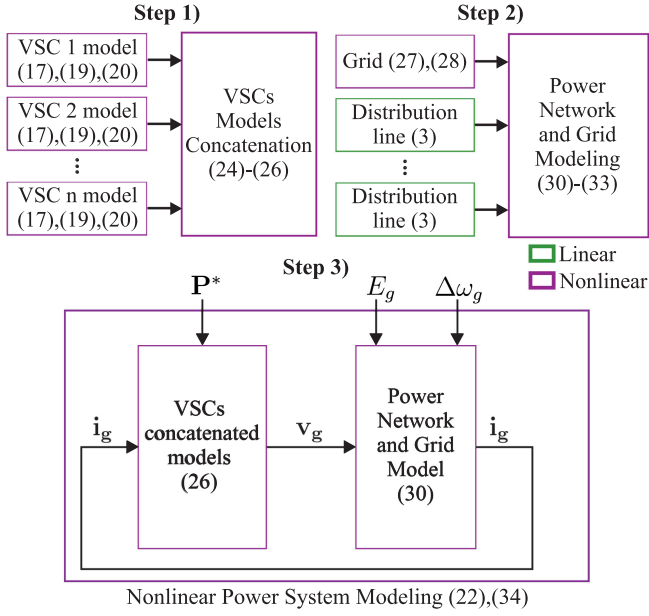 Step 1)
VSC 1 model
(17),(19),(20)
VSC 2 model
(17),(19),(20)
...
VSC n model
(17),(19),(20)
VSCs
Models
Concatenation
(24)-(26)
Step 2)
Grid (27),(28)
Distribution
line (3)
...
Distribution
line (3)
Power
Network
and Grid
Modeling
(30)-(33)
Linear
Nonlinear
Step 3)
P*
E_g
Δω_g
i_g
VSCs
concatenated
models
(26)
v_g
Power
Network
and Grid
Model
(30)
i_g
Nonlinear Power System Modeling (22),(34)